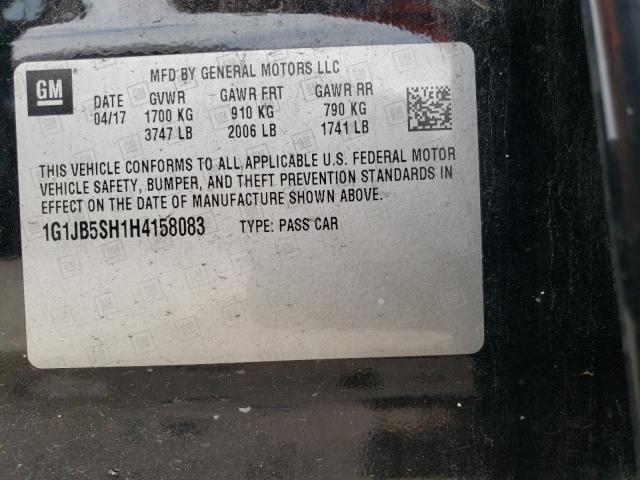 GM
MFD BY GENERAL MOTORS LLC
DATE GVWR GAWR FRT GAWR RR
04/17 1700 KG 910 KG 790 KG
3747 LB 2006 LB 1741 LB
THIS VEHICLE CONFORMS TO ALL APPLICABLE U.S. FEDERAL MOTOR
VEHICLE SAFETY, BUMPER, AND THEFT PREVENTION STANDARDS IN
EFFECT ON THE DATE OF MANUFACTURE SHOWN ABOVE.
1G1JB5SH1H4158083 TYPE: PASS CAR